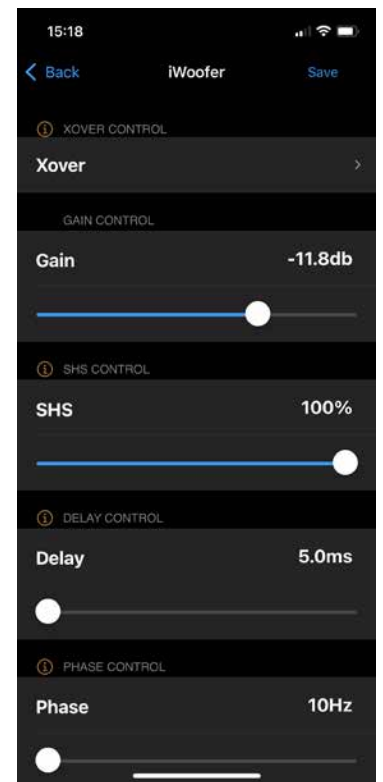 15:18
Back iWoofer Save
XOVER CONTROL
Xover
GAIN CONTROL
Gain -11.8db
SHS CONTROL
SHS 100%
DELAY CONTROL
Delay 5.0ms
PHASE CONTROL
Phase 10Hz